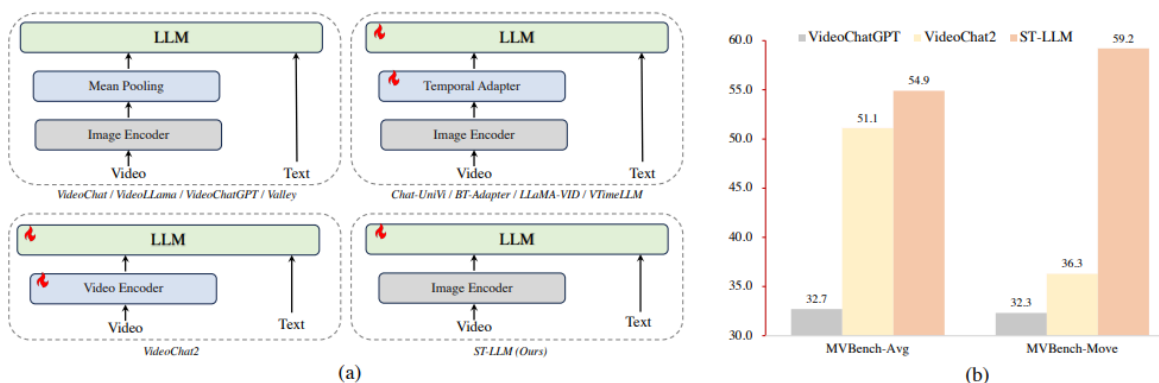 LLM
Mean Pooling
Image Encoder
Video
Text
VideoChat / VideoLLama / VideoChatGPT / Valley
LLM
Temporal Adapter
Image Encoder
Video
Text
Chat-UniVi / BT-Adapter / LLaMA-VID / VTimeLLM
LLM
Video Encoder
Video
Text
VideoChat2
LLM
Image Encoder
Video
Text
ST-LLM (Ours)
(a)
VideoChatGPT VideoChat2 ST-LLM
60.0
55.0
50.0
45.0
40.0
35.0
30.0
32.7
51.1
54.9
32.3
36.3
59.2
MVBench-Avg MVBench-Move
(b)